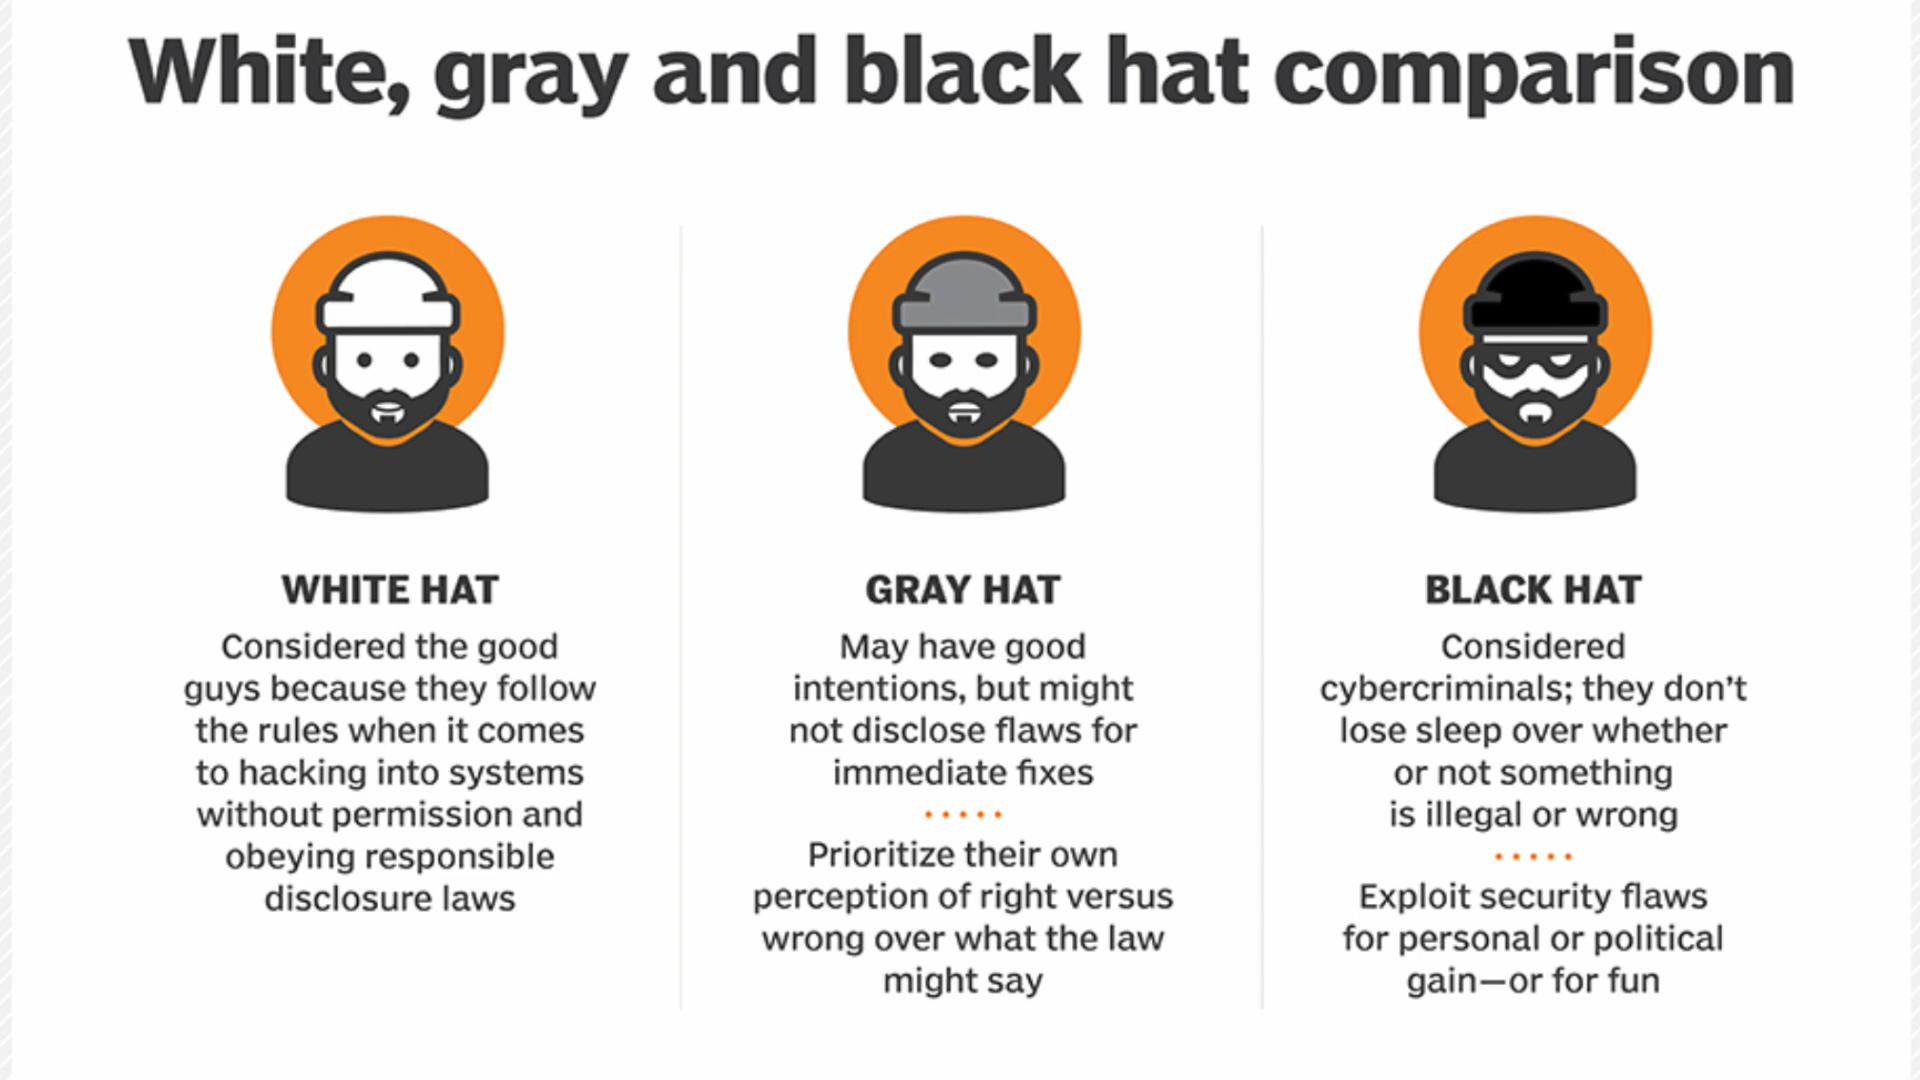 White, gray and black hat comparison
WHITE HAT
Considered the good
guys because they follow
the rules when it comes
to hacking into systems
without permission and
obeying responsible
disclosure laws
GRAY HAT
May have good
intentions, but might
not disclose flaws for
immediate fixes
Prioritize their own
perception of right versus
wrong over what the law
might say
BLACK HAT
Considered
cybercriminals; they don’t
lose sleep over whether
or not something
is illegal or wrong
Exploit security flaws
for personal or political
gain—or for fun